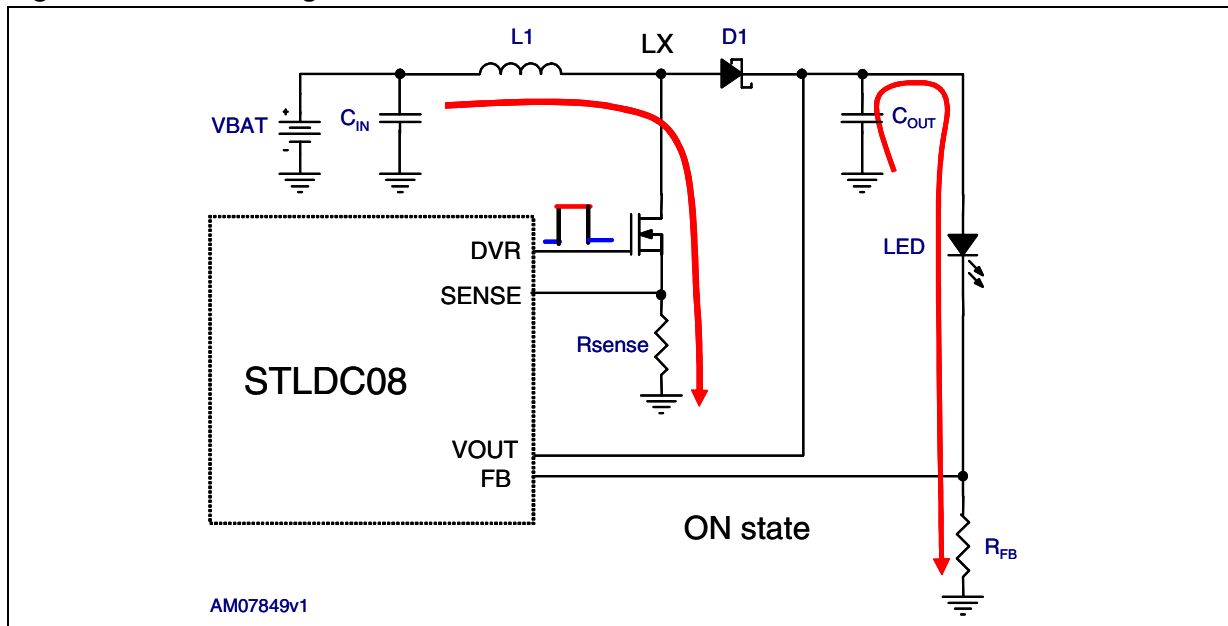 L1
LX
D1
VBAT
+
-
CIN
COUT
DVR
SENSE
LED
Rsense
STLDC08
VOUT
FB
ON state
RFB
AM07849v1